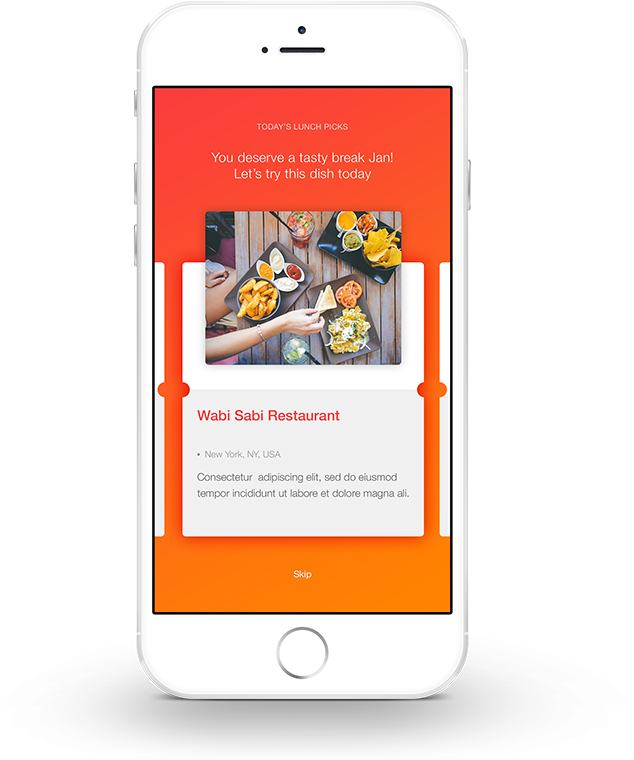 TODAY'S LUNCH PICKS
You deserve a tasty break Jan!
Let's try this dish today
Wabi Sabi Restaurant
• New York, NY, USA
Consectetur  adipiscing elit, sed do eiusmod
tempor incididunt ut labore et dolore magna ali.
Skip